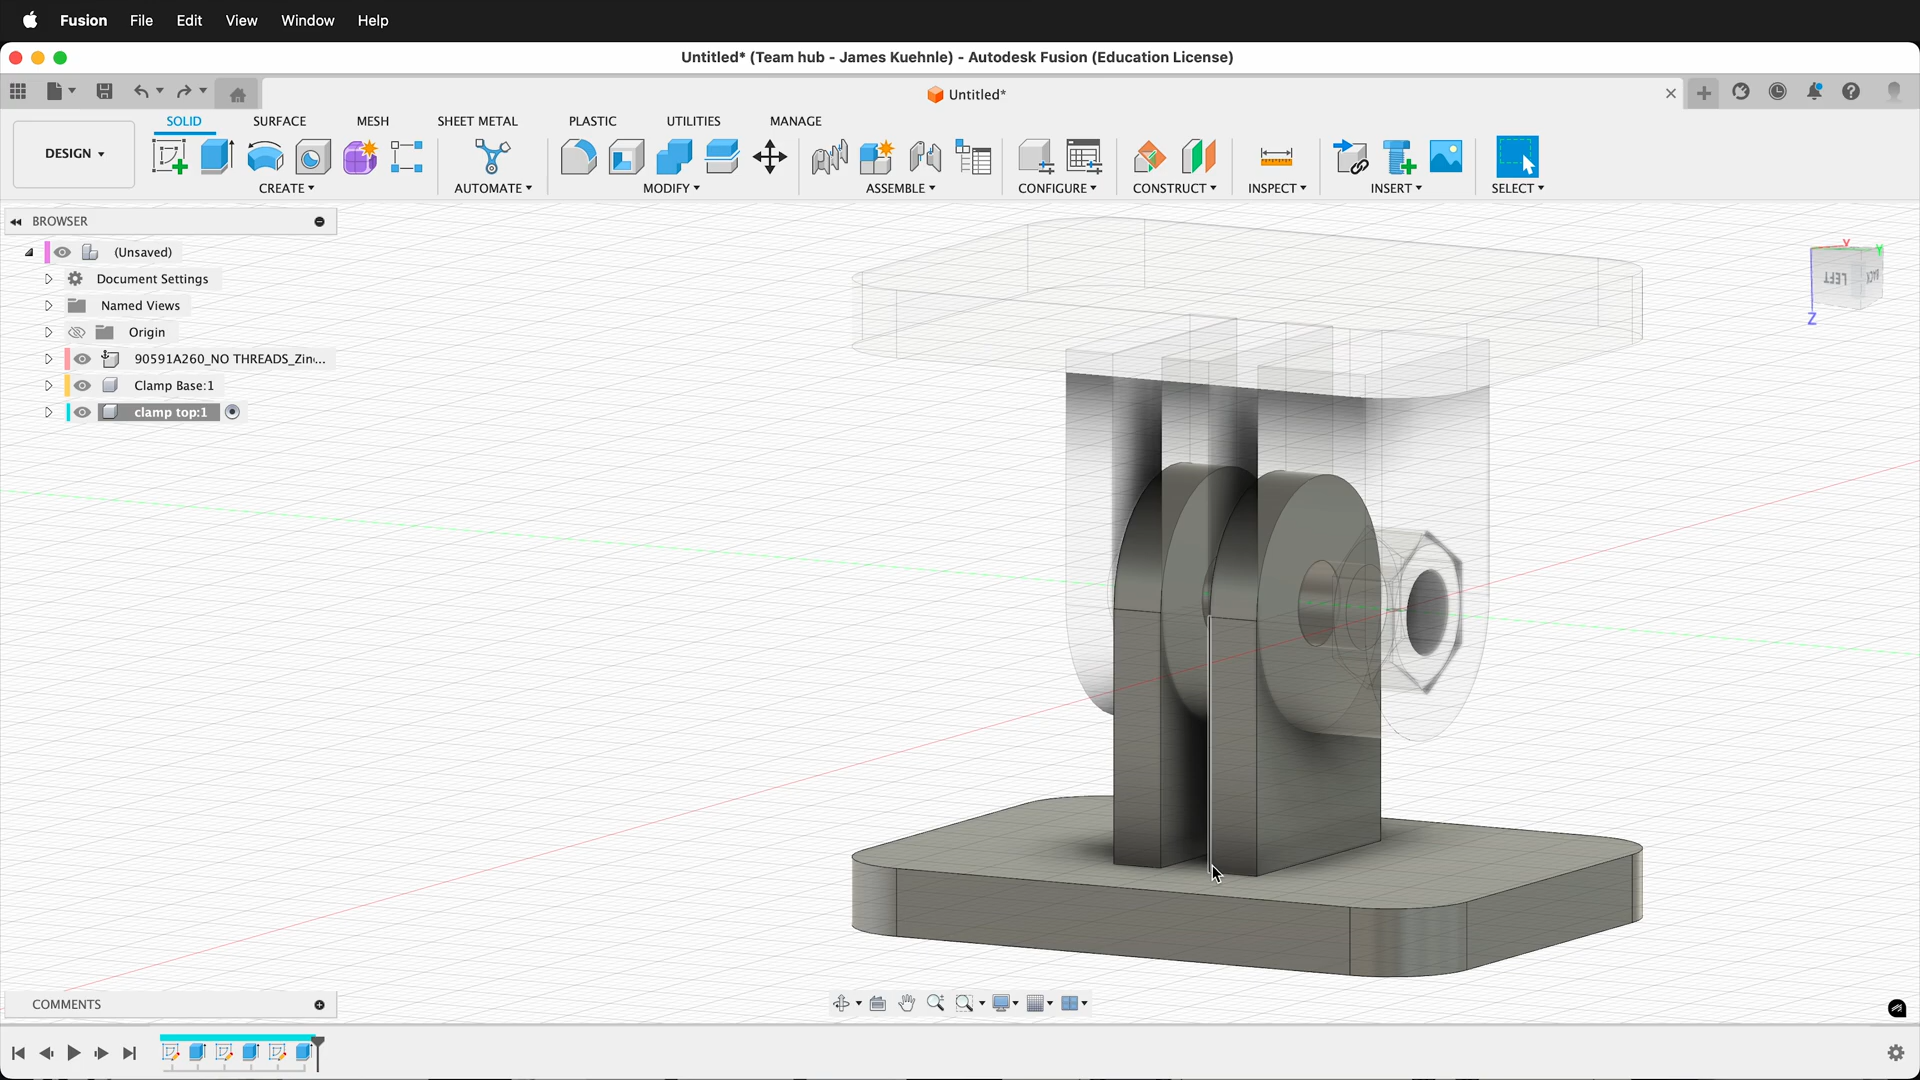 Fusion File Edit View Window Help
Untitled* (Team hub - James Kuehnle) - Autodesk Fusion (Education License)
Untitled*
SOLID SURFACE MESH SHEET METAL PLASTIC UTILITIES MANAGE
DESIGN
CREATE AUTOMATE MODIFY ASSEMBLE CONFIGURE CONSTRUCT INSPECT INSERT SELECT
BROWSER
(Unsaved)
Document Settings
Named Views
Origin
90591A260_NO THREADS_Zin...
Clamp Base:1
clamp top:1
LEFT
BACK
Y
Z
COMMENTS